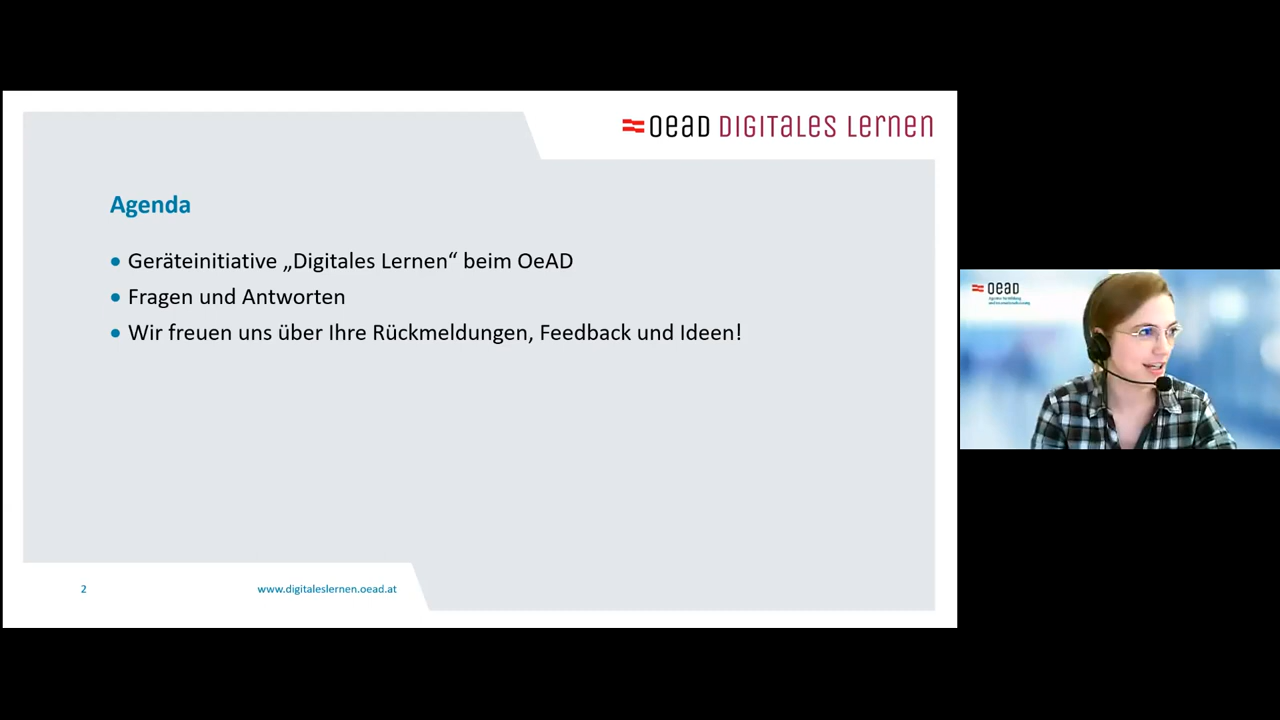 OeAD DIGITALES LERNEN
Agenda
• Geräteinitiative „Digitales Lernen“ beim OeAD
• Fragen und Antworten
• Wir freuen uns über Ihre Rückmeldungen, Feedback und Ideen!
2
www.digitaleslernen.oead.at
OeAD